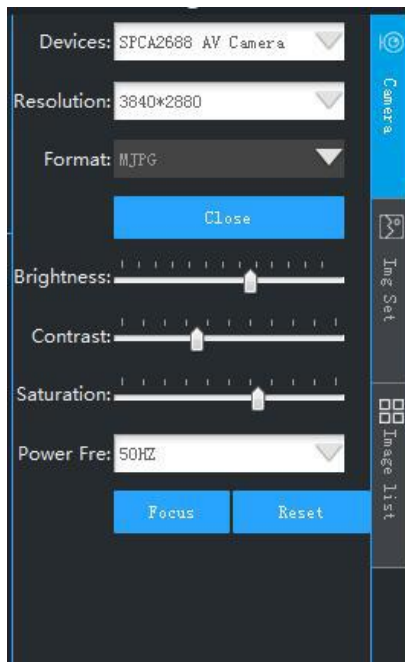 Devices: SPCA2688 AV Camera
Resolution: 3840*2880
Format: MJPG
Close
Brightness:
Contrast:
Saturation:
Power Fre: 50HZ
Focus Reset
Camera
Img Set
Image list